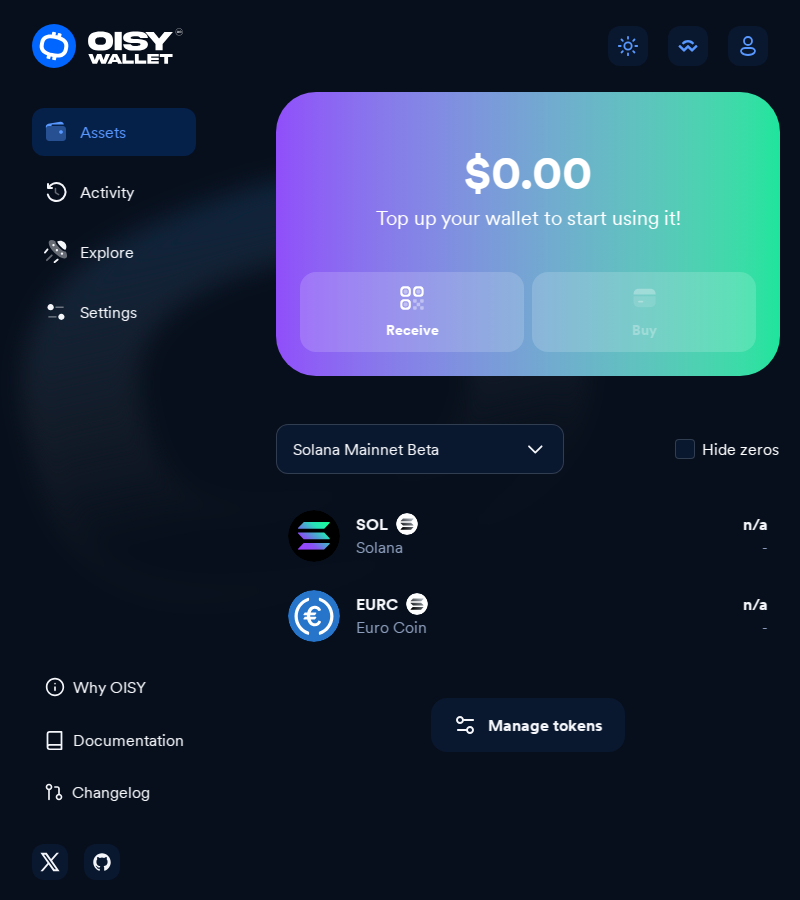 OISY
WALLET
Assets
Activity
Explore
Settings
$0.00
Top up your wallet to start using it!
Receive
Buy
Solana Mainnet Beta
Hide zeros
SOL
n/a
Solana
-
EURC
n/a
Euro Coin
-
Manage tokens
Why OISY
Documentation
Changelog